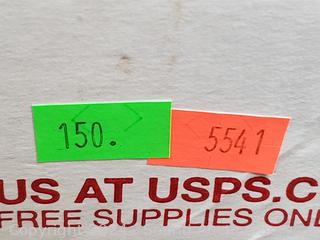 150.
5541
US AT USPS.C
FREE SUPPLIES ONL